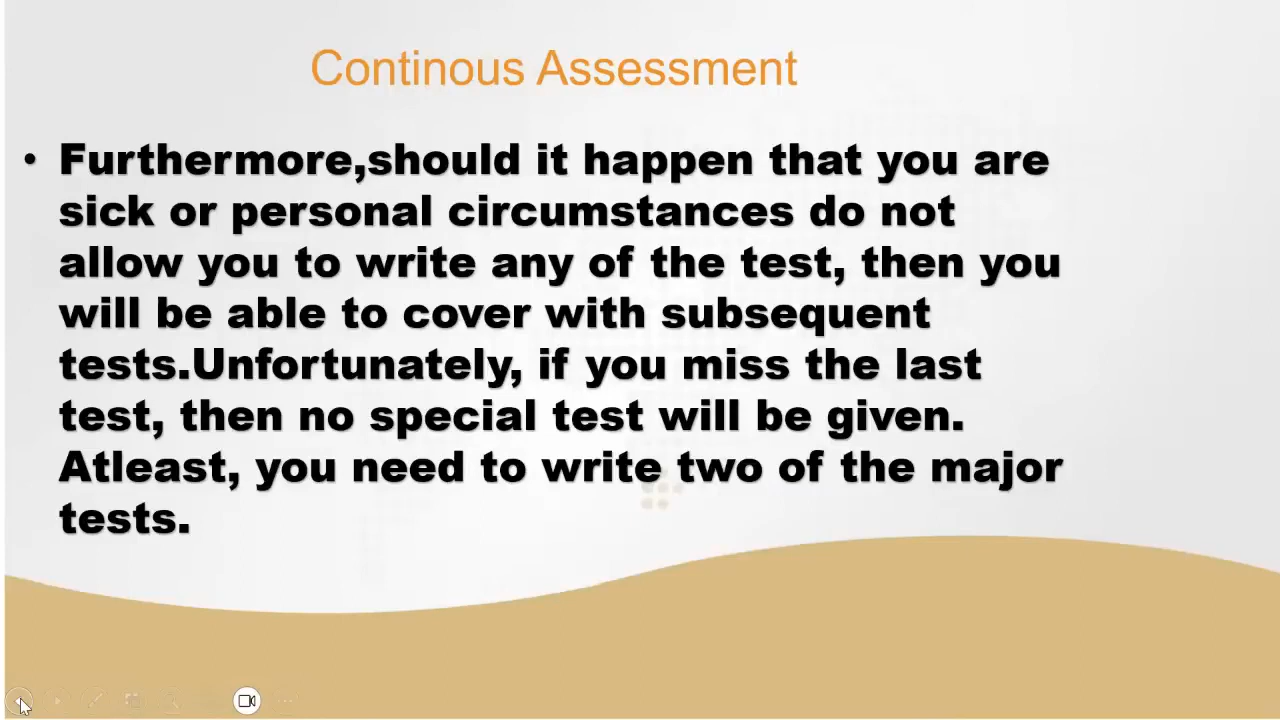 Continous Assessment
• Furthermore,should it happen that you are
sick or personal circumstances do not
allow you to write any of the test, then you
will be able to cover with subsequent
tests.Unfortunately, if you miss the last
test, then no special test will be given.
Atleast, you need to write two of the major
tests.